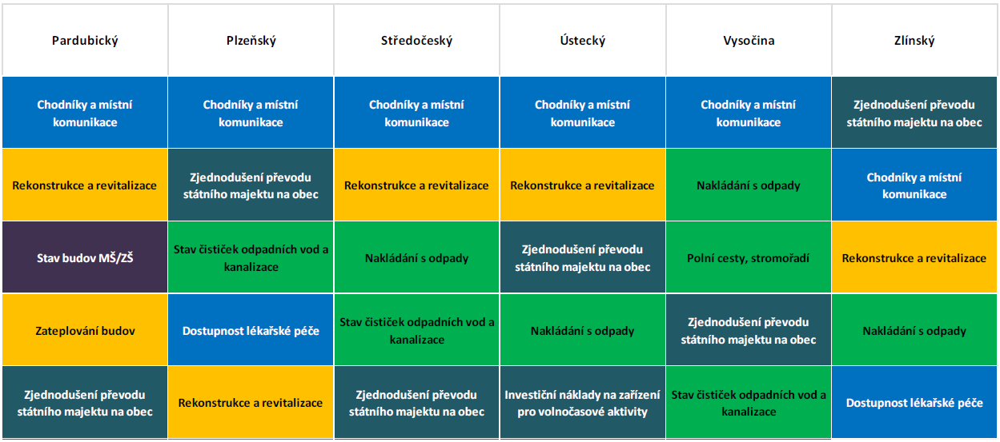 Pardubický
Plzeňský
Středočeský
Ústecký
Vysočina
Zlínský
Chodníky a místní
komunikace
Chodníky a místní
komunikace
Chodníky a místní
komunikace
Chodníky a místní
komunikace
Chodníky a místní
komunikace
Zjednodušení převodu
státního majektu na obec
Rekonstrukce a revitalizace
Zjednodušení převodu
státního majektu na obec
Rekonstrukce a revitalizace
Rekonstrukce a revitalizace
Nakládání s odpady
Chodníky a místní
komunikace
Stav budov MŠ/ZŠ
Stav čističek odpadních vod a
kanalizace
Nakládání s odpady
Zjednodušení převodu
státního majektu na obec
Polní cesty, stromořadí
Rekonstrukce a revitalizace
Zateplování budov
Dostupnost lékařské péče
Stav čističek odpadních vod a
kanalizace
Nakládání s odpady
Zjednodušení převodu
státního majektu na obec
Nakládání s odpady
Zjednodušení převodu
státního majektu na obec
Rekonstrukce a revitalizace
Zjednodušení převodu
státního majektu na obec
Investiční náklady na zařízení
pro volnočasové aktivity
Stav čističek odpadních vod a
kanalizace
Dostupnost lékařské péče